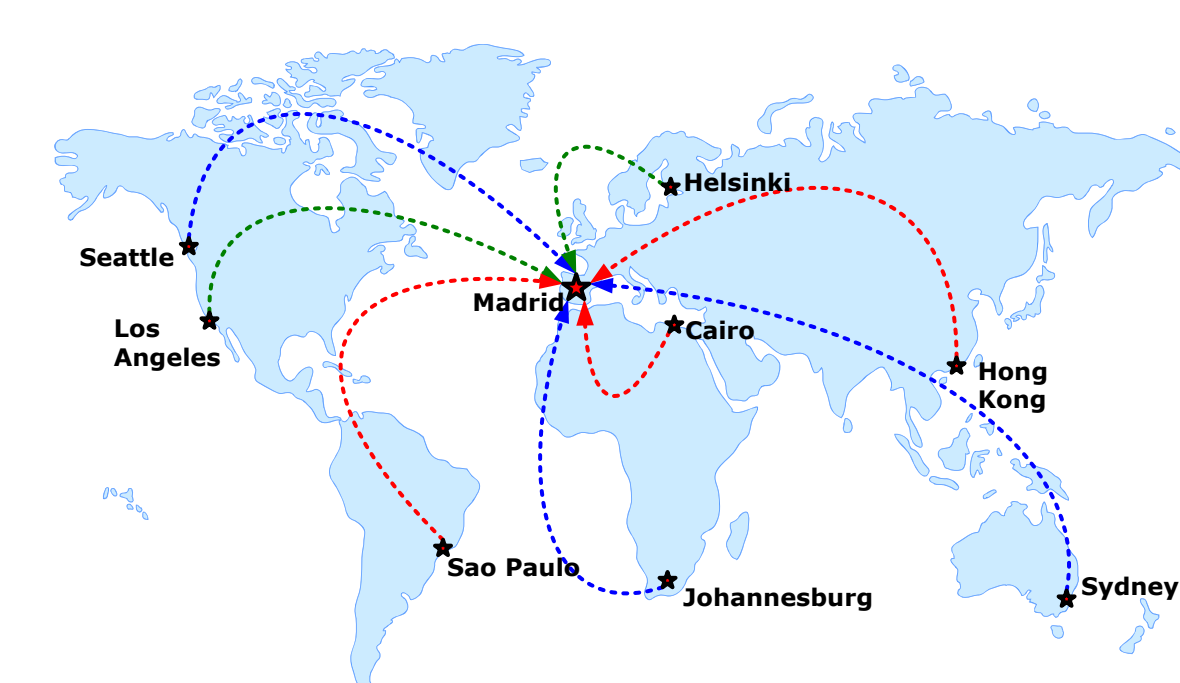 Helsinki
Seattle
Madrid
Los
Angeles
Cairo
Hong
Kong
Sao Paulo
Johannesburg
Sydney